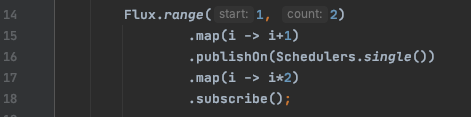 14 Flux.range( start: 1, count: 2)
15 .map(i -> i+1)
16 .publishOn(Schedulers.single())
17 .map(i -> i*2)
18 .subscribe();